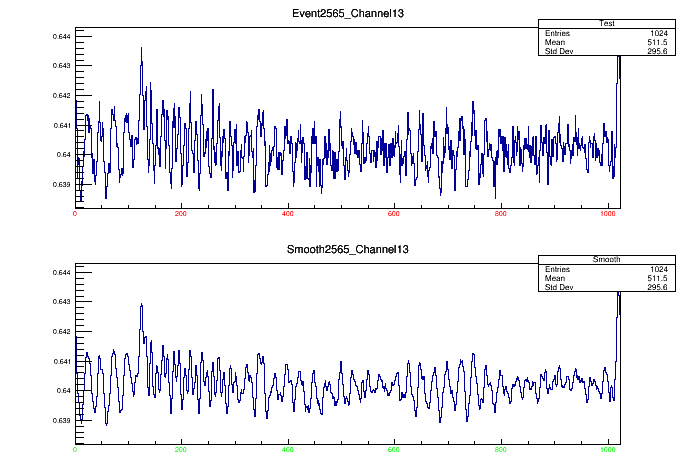 Event2565_Channel13
Test
Entries 1024
Mean 511.5
Std Dev 295.6
0.644
0.643
0.642
0.641
0.64
0.639
0 200 400 600 800 1000
Smooth2565_Channel13
Smooth
Entries 1024
Mean 511.5
Std Dev 295.6
0.644
0.643
0.642
0.641
0.64
0.639
0 200 400 600 800 1000